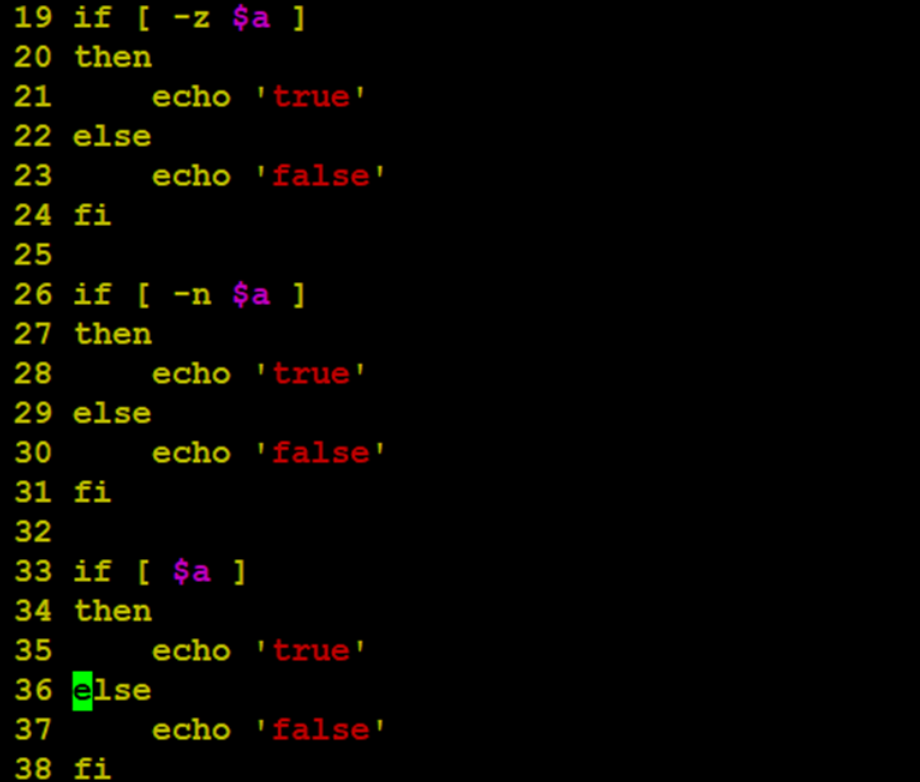 19 if [ -z $a ]
20 then
21     echo 'true'
22 else
23     echo 'false'
24 fi
25
26 if [ -n $a ]
27 then
28     echo 'true'
29 else
30     echo 'false'
31 fi
32
33 if [ $a ]
34 then
35     echo 'true'
36 else
37     echo 'false'
38 fi